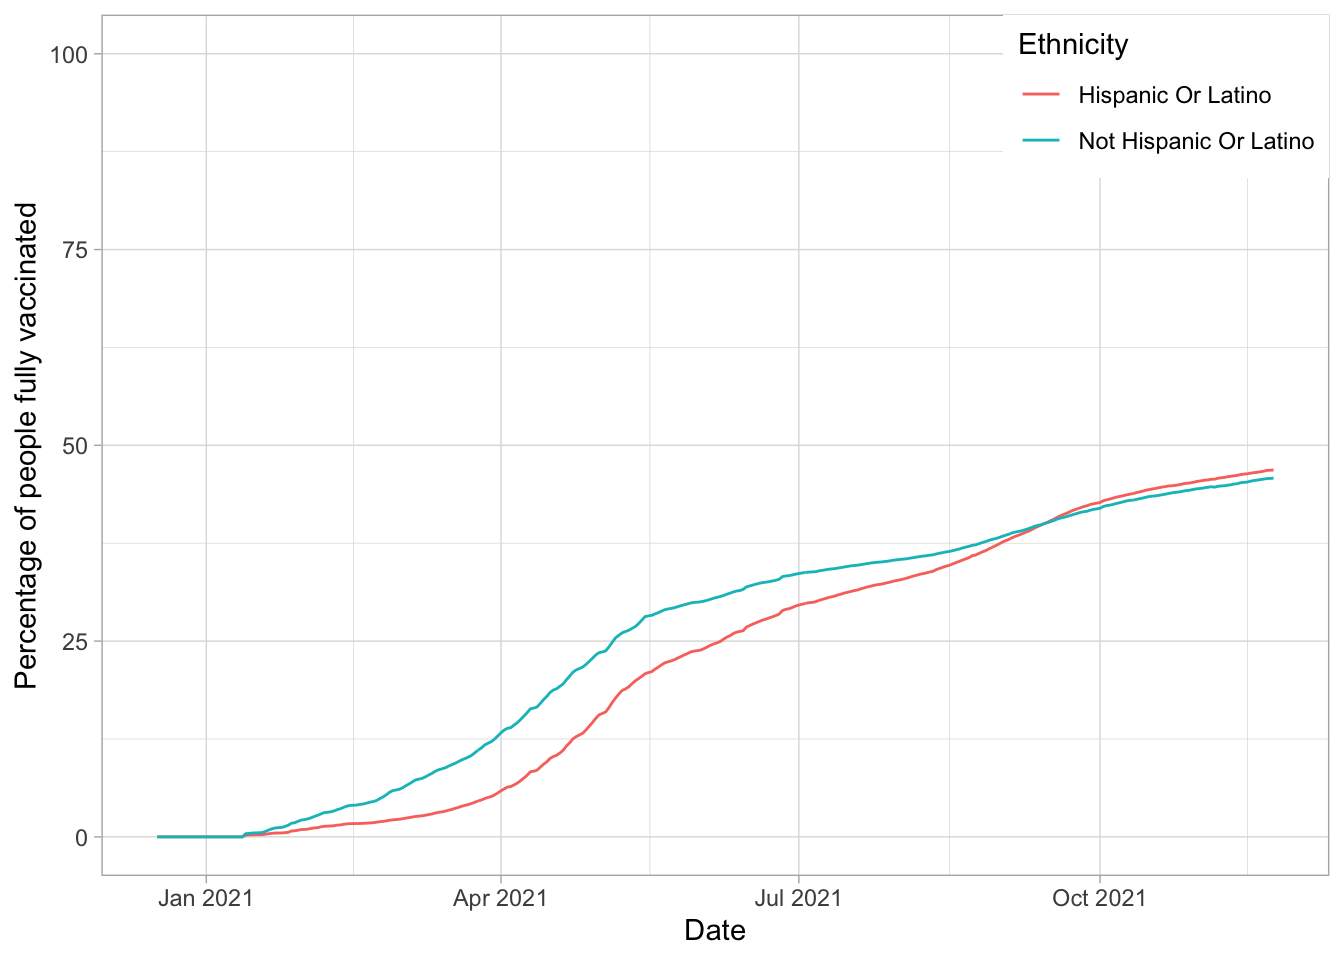 Ethnicity
Hispanic Or Latino
Not Hispanic Or Latino
Percentage of people fully vaccinated
100
75
50
25
0
Jan 2021
Apr 2021
Jul 2021
Oct 2021
Date